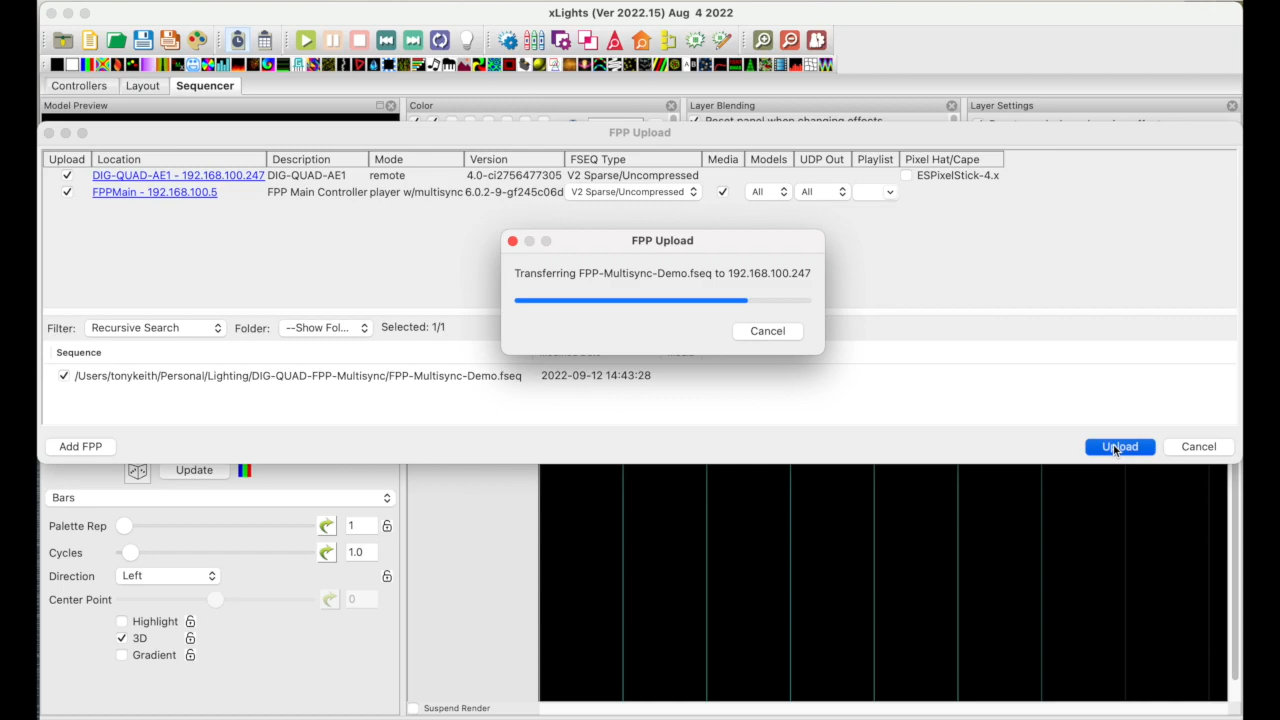 xLights (Ver 2022.15) Aug 4 2022
Controllers Layout Sequencer
Model Preview Color Layer Blending Layer Settings
Reset panel when changing effects
FPP Upload
Upload Location Description Mode Version FSEQ Type Media Models UDP Out Playlist Pixel Hat/Cape
DIG-QUAD-AE1 - 192.168.100.247 DIG-QUAD-AE1 remote 4.0-ci2756477305 V2 Sparse/Uncompressed ESPixelStick-4.x
FPPMain - 192.168.100.5 FPP Main Controller player w/multisync 6.0.2-9-gf245c06d V2 Sparse/Uncompressed All All
FPP Upload
Transferring FPP-Multisync-Demo.fseq to 192.168.100.247
Cancel
Filter: Recursive Search Folder: --Show Fol... Selected: 1/1
Sequence
/Users/tonykeith/Personal/Lighting/DIG-QUAD-FPP-Multisync/FPP-Multisync-Demo.fseq 2022-09-12 14:43:28
Add FPP Upload Cancel
Update
Bars
Palette Rep 1
Cycles 1.0
Direction Left
Center Point 0
Highlight
3D
Gradient
Suspend Render